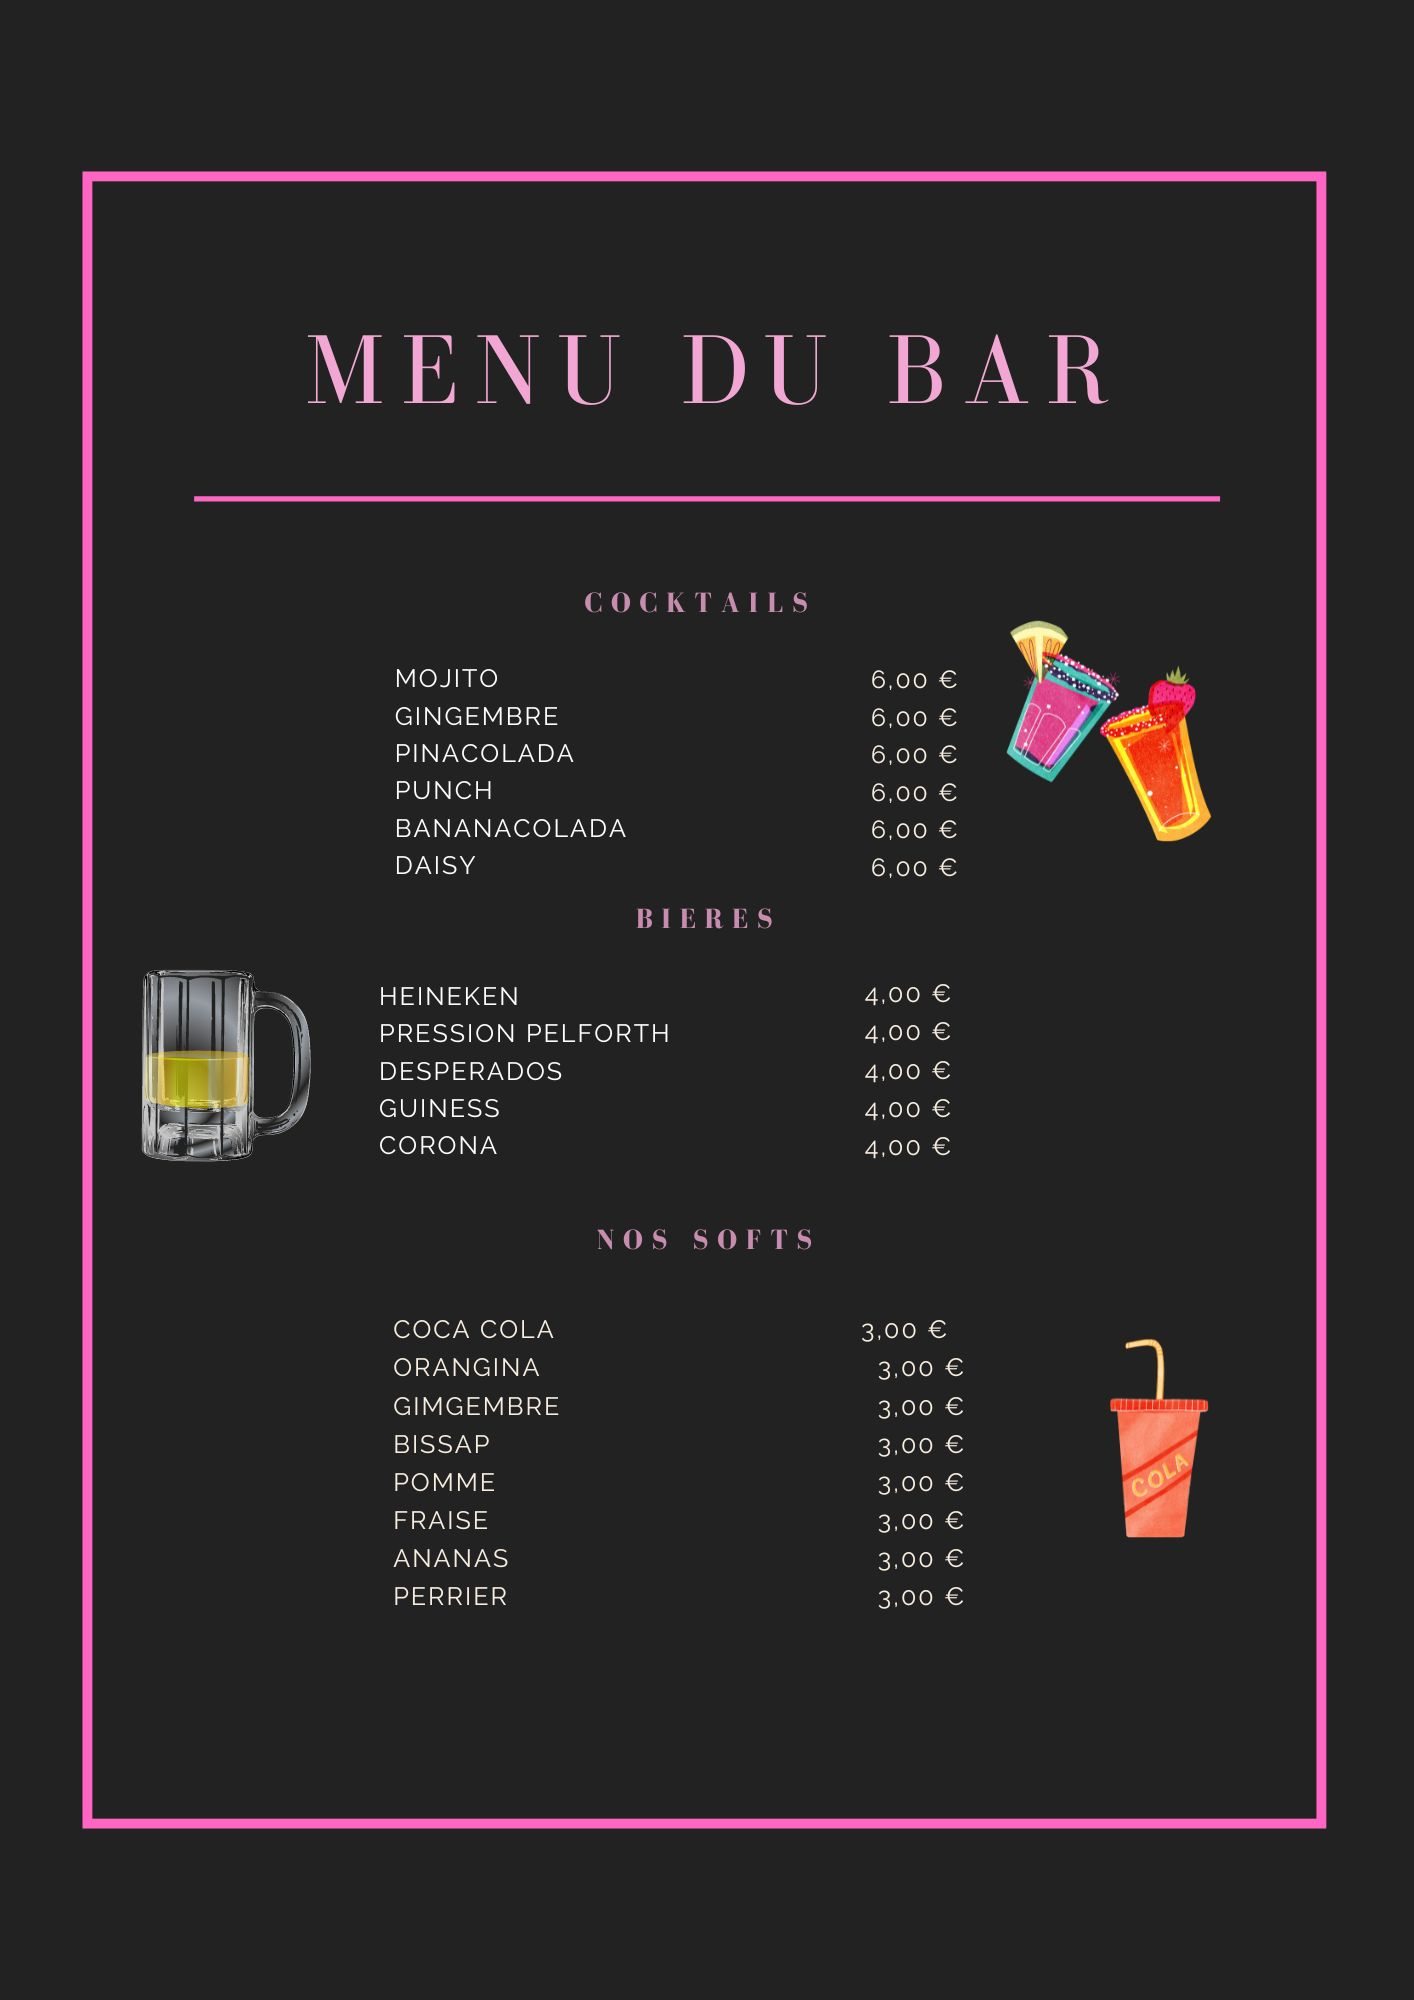 MENU DU BAR
COCKTAILS
MOJITO 6,00 €
GINGEMBRE 6,00 €
PINACOLADA 6,00 €
PUNCH 6,00 €
BANANACOLADA 6,00 €
DAISY 6,00 €
BIERES
HEINEKEN 4,00 €
PRESSION PELFORTH 4,00 €
DESPERADOS 4,00 €
GUINESS 4,00 €
CORONA 4,00 €
NOS SOFTS
COCA COLA 3,00 €
ORANGINA 3,00 €
GIMGEMBRE 3,00 €
BISSAP 3,00 €
POMME 3,00 €
FRAISE 3,00 €
ANANAS 3,00 €
PERRIER 3,00 €
COLA